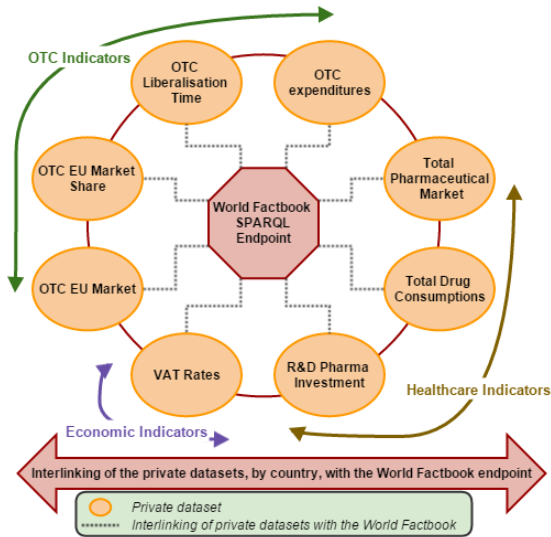 OTC Indicators
OTC
Liberalisation
Time
OTC
expenditures
OTC EU Market
Share
Total
Pharmaceutical
Market
World Factbook
SPARQL
Endpoint
OTC EU Market
Total Drug
Consumptions
VAT Rates
R&D Pharma
Investment
Healthcare Indicators
Economic Indicators
Interlinking of the private datasets, by country, with the World Factbook endpoint
Private dataset
Interlinking of private datasets with the World Factbook